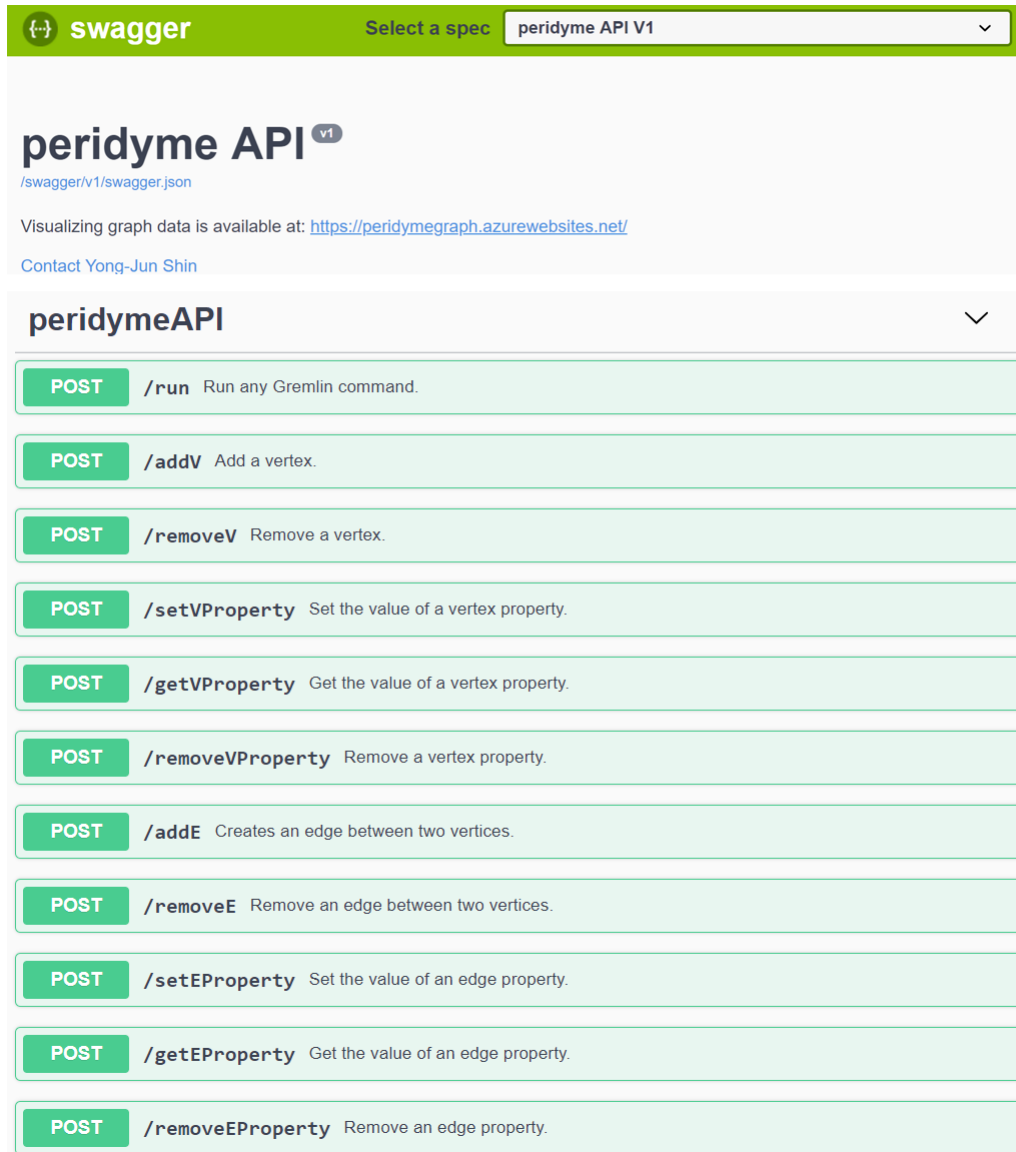 swagger Select a spec peridyme API V1
peridyme API v1
/swagger/v1/swagger.json
Visualizing graph data is available at: https://peridymegraph.azurewebsites.net/
Contact Yong-Jun Shin
peridymeAPI
POST /run Run any Gremlin command.
POST /addV Add a vertex.
POST /removeV Remove a vertex.
POST /setVProperty Set the value of a vertex property.
POST /getVProperty Get the value of a vertex property.
POST /removeVProperty Remove a vertex property.
POST /addE Creates an edge between two vertices.
POST /removeE Remove an edge between two vertices.
POST /setEProperty Set the value of an edge property.
POST /getEProperty Get the value of an edge property.
POST /removeEProperty Remove an edge property.